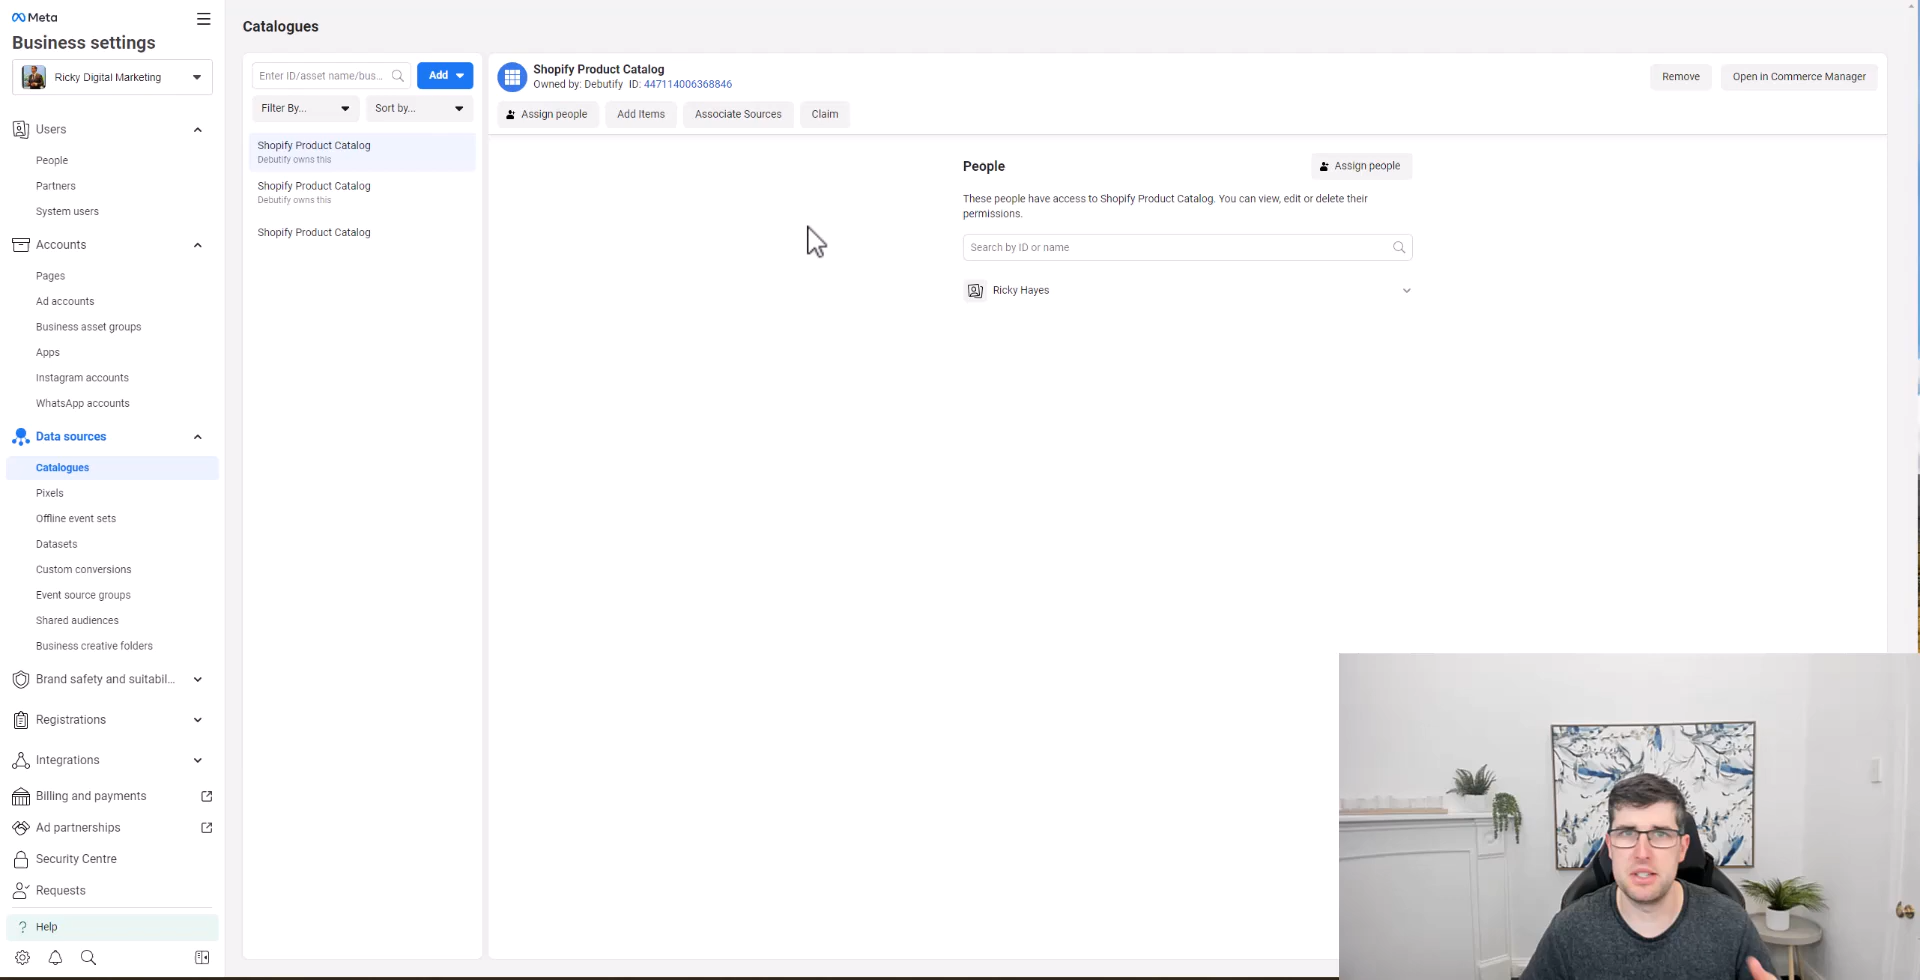 Meta
Business settings
Ricky Digital Marketing
Users
People
Partners
System users
Accounts
Pages
Ad accounts
Business asset groups
Apps
Instagram accounts
WhatsApp accounts
Data sources
Catalogues
Pixels
Offline event sets
Datasets
Custom conversions
Event source groups
Shared audiences
Business creative folders
Brand safety and suitabil...
Registrations
Integrations
Billing and payments
Ad partnerships
Security Centre
Requests
? Help
Catalogues
Enter ID/asset name/bus...
Add
Filter By...
Sort by...
Shopify Product Catalog
Debutify owns this
Shopify Product Catalog
Debutify owns this
Shopify Product Catalog
Shopify Product Catalog
Owned by: Debutify ID: 447114006368846
Remove
Open in Commerce Manager
Assign people
Add Items
Associate Sources
Claim
People
Assign people
These people have access to Shopify Product Catalog. You can view, edit or delete their
permissions.
Search by ID or name
Ricky Hayes